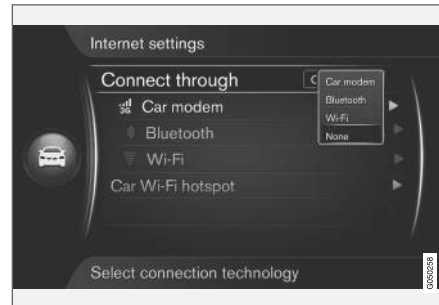 Internet settings
Connect through
C
Car modem
Bluetooth
Wi-Fi
None
3G
Car modem
Bluetooth
Wi-Fi
Car Wi-Fi hotspot
Select connection technology
G050258